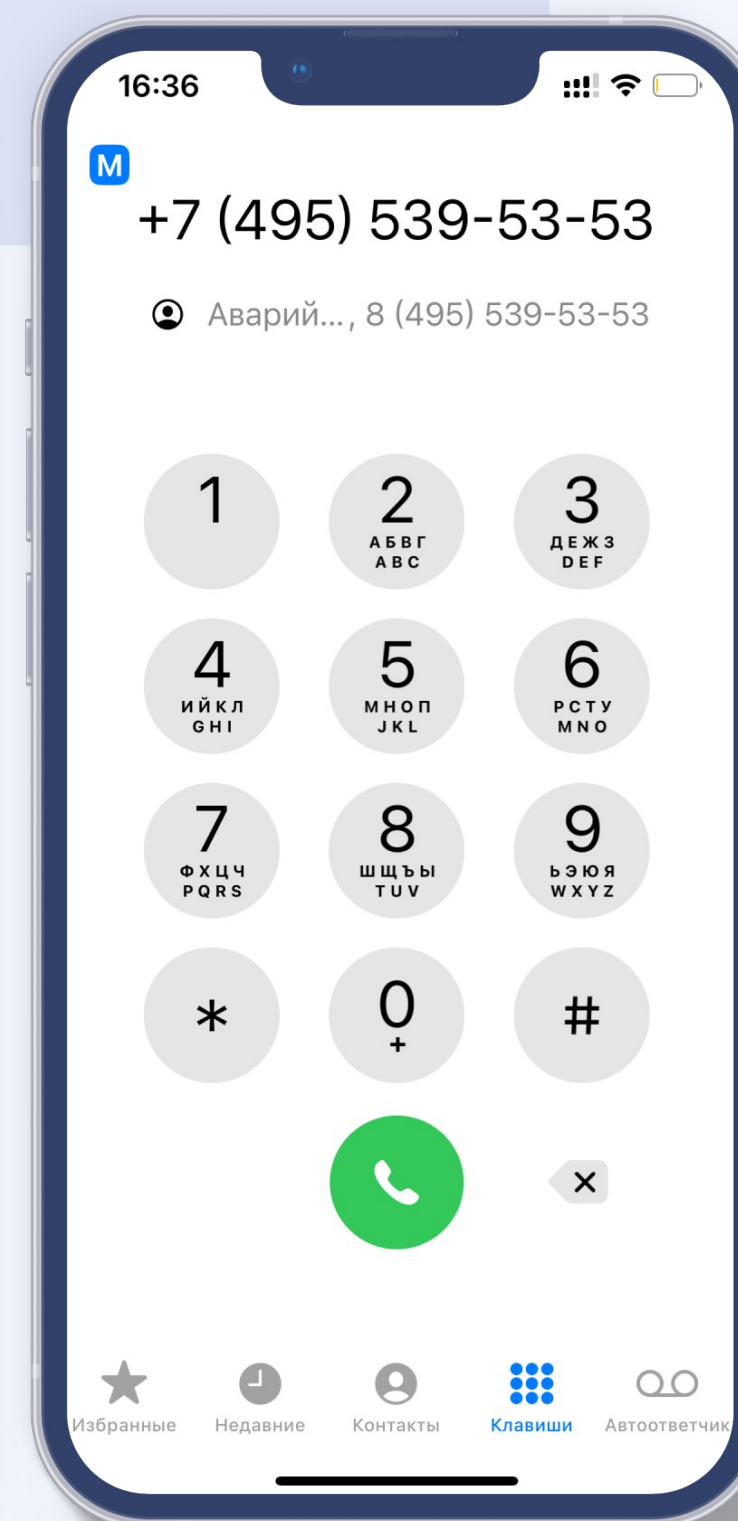 16:36
M
+7 (495) 539-53-53
Аварий..., 8 (495) 539-53-53
1 2 3
АБВГ ДЕЖЗ
ABC DEF
4 5 6
ИЙКЛ МНОП РСТУ
GHI JKL MNO
7 8 9
ФХЦЧ ШЩЪЫ ЬЭЮЯ
PQRS TUV WXYZ
* 0 #
+
Избранные Недавние Контакты Клавиши Автоответчик